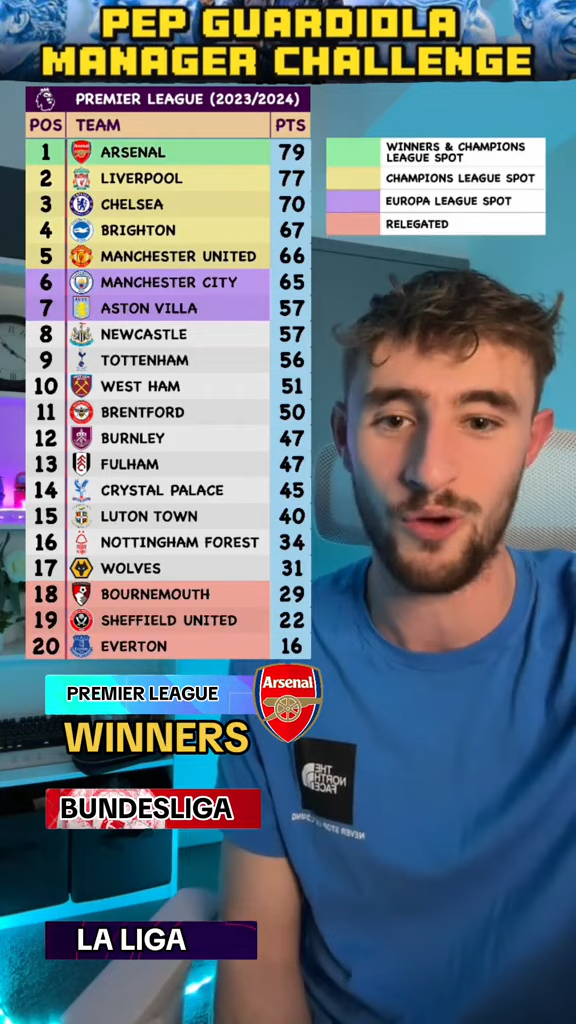 PEP GUARDIOLA
MANAGER CHALLENGE
PREMIER LEAGUE (2023/2024)
POS TEAM PTS
1 ARSENAL 79
2 LIVERPOOL 77
3 CHELSEA 70
4 BRIGHTON 67
5 MANCHESTER UNITED 66
6 MANCHESTER CITY 65
7 ASTON VILLA 57
8 NEWCASTLE 57
9 TOTTENHAM 56
10 WEST HAM 51
11 BRENTFORD 50
12 BURNLEY 47
13 FULHAM 47
14 CRYSTAL PALACE 45
15 LUTON TOWN 40
16 NOTTINGHAM FOREST 34
17 WOLVES 31
18 BOURNEMOUTH 29
19 SHEFFIELD UNITED 22
20 EVERTON 16
WINNERS & CHAMPIONS
LEAGUE SPOT
CHAMPIONS LEAGUE SPOT
EUROPA LEAGUE SPOT
RELEGATED
PREMIER LEAGUE
Arsenal
WINNERS
BUNDESLIGA
LA LIGA
THE
NORTH
FACE
NEVER STOP